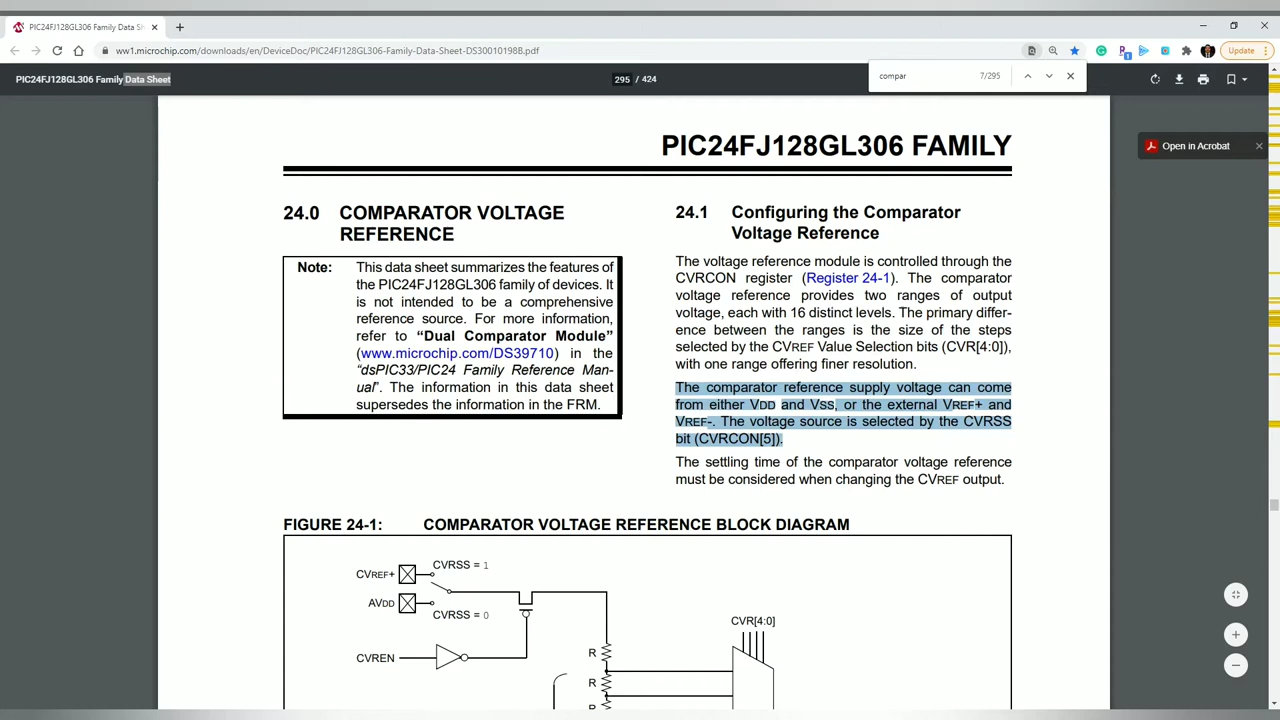 PIC24FJ128GL306 Family Data Sh
ww1.microchip.com/downloads/en/DeviceDoc/PIC24FJ128GL306-Family-Data-Sheet-DS30010198B.pdf
Update
PIC24FJ128GL306 Family Data Sheet
295 / 424
compar
7/295
Open in Acrobat
PIC24FJ128GL306 FAMILY
24.0 COMPARATOR VOLTAGE
REFERENCE
Note: This data sheet summarizes the features of
the PIC24FJ128GL306 family of devices. It
is not intended to be a comprehensive
reference source. For more information,
refer to “Dual Comparator Module”
(www.microchip.com/DS39710) in the
“dsPIC33/PIC24 Family Reference Man-
ual”. The information in this data sheet
supersedes the information in the FRM.
24.1 Configuring the Comparator
Voltage Reference
The voltage reference module is controlled through the
CVRCON register (Register 24-1). The comparator
voltage reference provides two ranges of output
voltage, each with 16 distinct levels. The primary differ-
ence between the ranges is the size of the steps
selected by the CVREF Value Selection bits (CVR[4:0]),
with one range offering finer resolution.
The comparator reference supply voltage can come
from either VDD and VSS, or the external VREF+ and
VREF-. The voltage source is selected by the CVRSS
bit (CVRCON[5]).
The settling time of the comparator voltage reference
must be considered when changing the CVREF output.
FIGURE 24-1: COMPARATOR VOLTAGE REFERENCE BLOCK DIAGRAM
CVRSS = 1
CVREF+
AVDD
CVRSS = 0
CVR[4:0]
CVREN
R
R
R